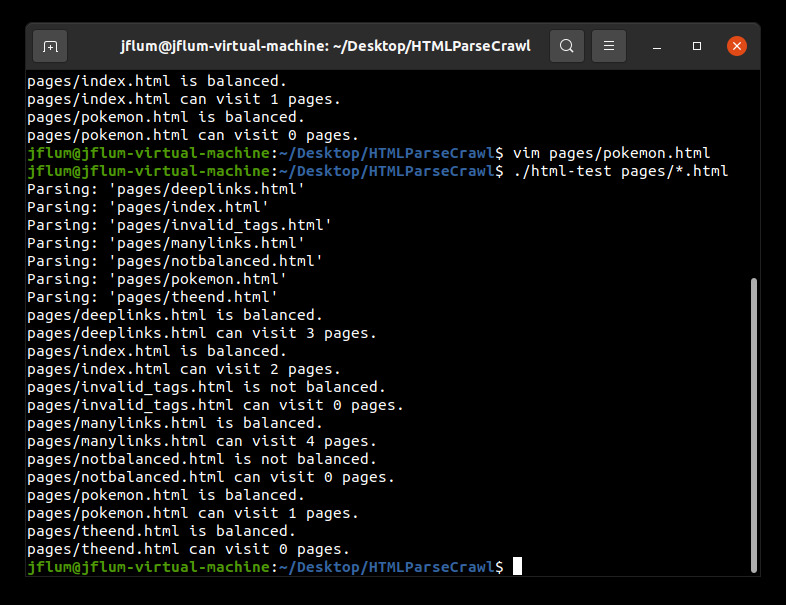 jflum@jflum-virtual-machine: ~/Desktop/HTMLParseCrawl
pages/index.html is balanced.
pages/index.html can visit 1 pages.
pages/pokemon.html is balanced.
pages/pokemon.html can visit 0 pages.
jflum@jflum-virtual-machine:~/Desktop/HTMLParseCrawl$ vim pages/pokemon.html
jflum@jflum-virtual-machine:~/Desktop/HTMLParseCrawl$ ./html-test pages/*.html
Parsing: 'pages/deeplinks.html'
Parsing: 'pages/index.html'
Parsing: 'pages/invalid_tags.html'
Parsing: 'pages/manylinks.html'
Parsing: 'pages/notbalanced.html'
Parsing: 'pages/pokemon.html'
Parsing: 'pages/theend.html'
pages/deeplinks.html is balanced.
pages/deeplinks.html can visit 3 pages.
pages/index.html is balanced.
pages/index.html can visit 2 pages.
pages/invalid_tags.html is not balanced.
pages/invalid_tags.html can visit 0 pages.
pages/manylinks.html is balanced.
pages/manylinks.html can visit 4 pages.
pages/notbalanced.html is not balanced.
pages/notbalanced.html can visit 0 pages.
pages/pokemon.html is balanced.
pages/pokemon.html can visit 1 pages.
pages/theend.html is balanced.
pages/theend.html can visit 0 pages.
jflum@jflum-virtual-machine:~/Desktop/HTMLParseCrawl$